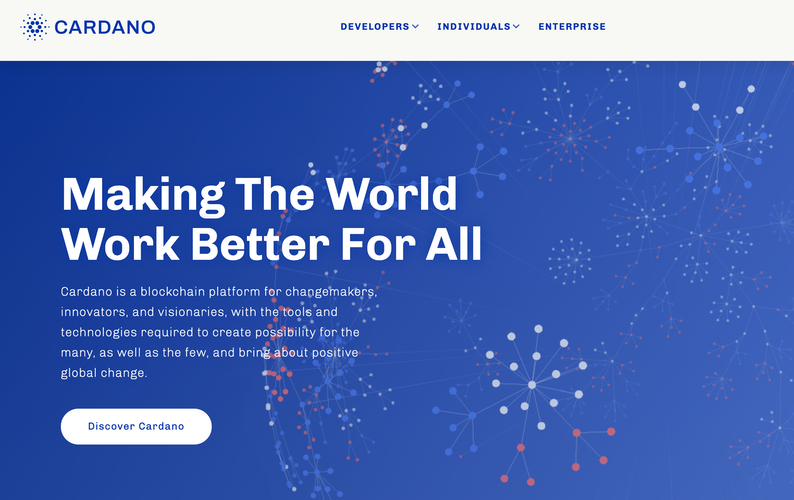 CARDANO
DEVELOPERS
INDIVIDUALS
ENTERPRISE
Making The World
Work Better For All
Cardano is a blockchain platform for changemakers,
innovators, and visionaries, with the tools and
technologies required to create possibility for the
many, as well as the few, and bring about positive
global change.
Discover Cardano